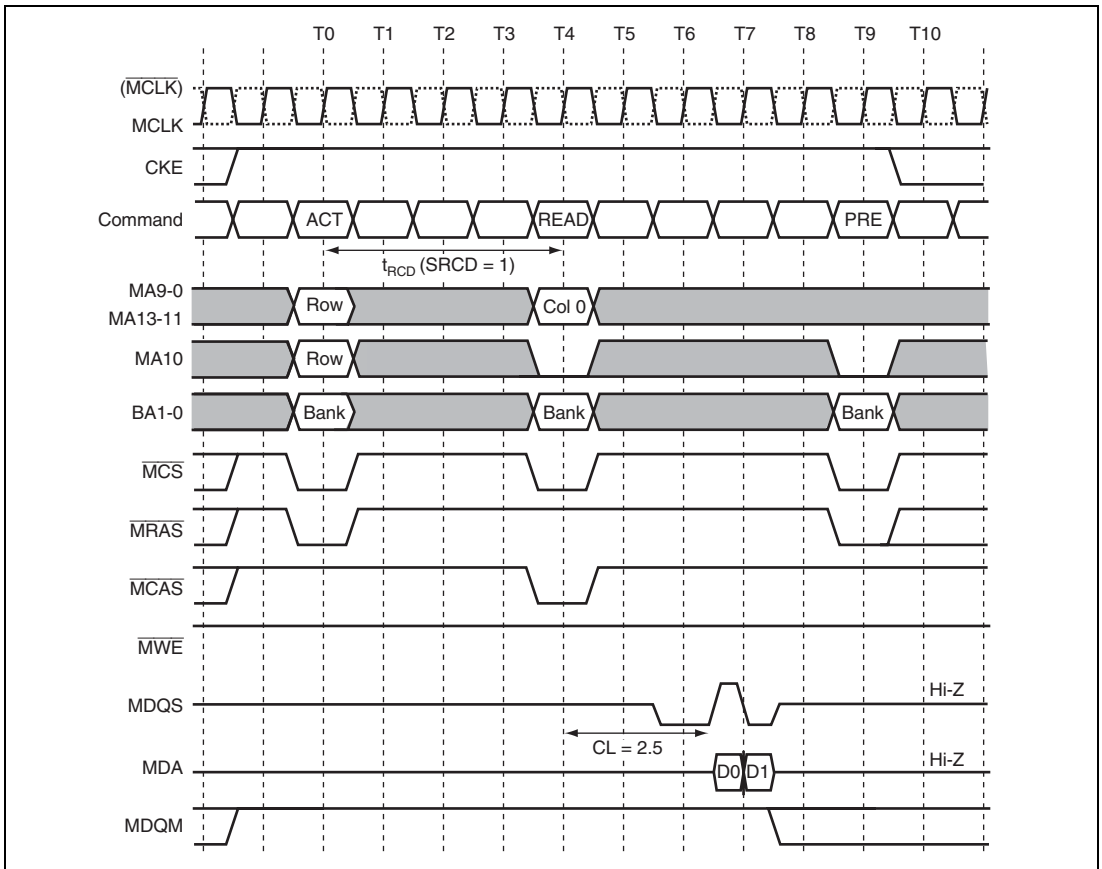 T0 T1 T2 T3 T4 T5 T6 T7 T8 T9 T10
(MCLK)
MCLK
CKE
Command ACT READ PRE
tRCD (SRCD = 1)
MA9-0
MA13-11
Row Col 0
MA10 Row
BA1-0 Bank Bank Bank
MCS
MRAS
MCAS
MWE
MDQS Hi-Z
CL = 2.5
MDA D0 D1 Hi-Z
MDQM